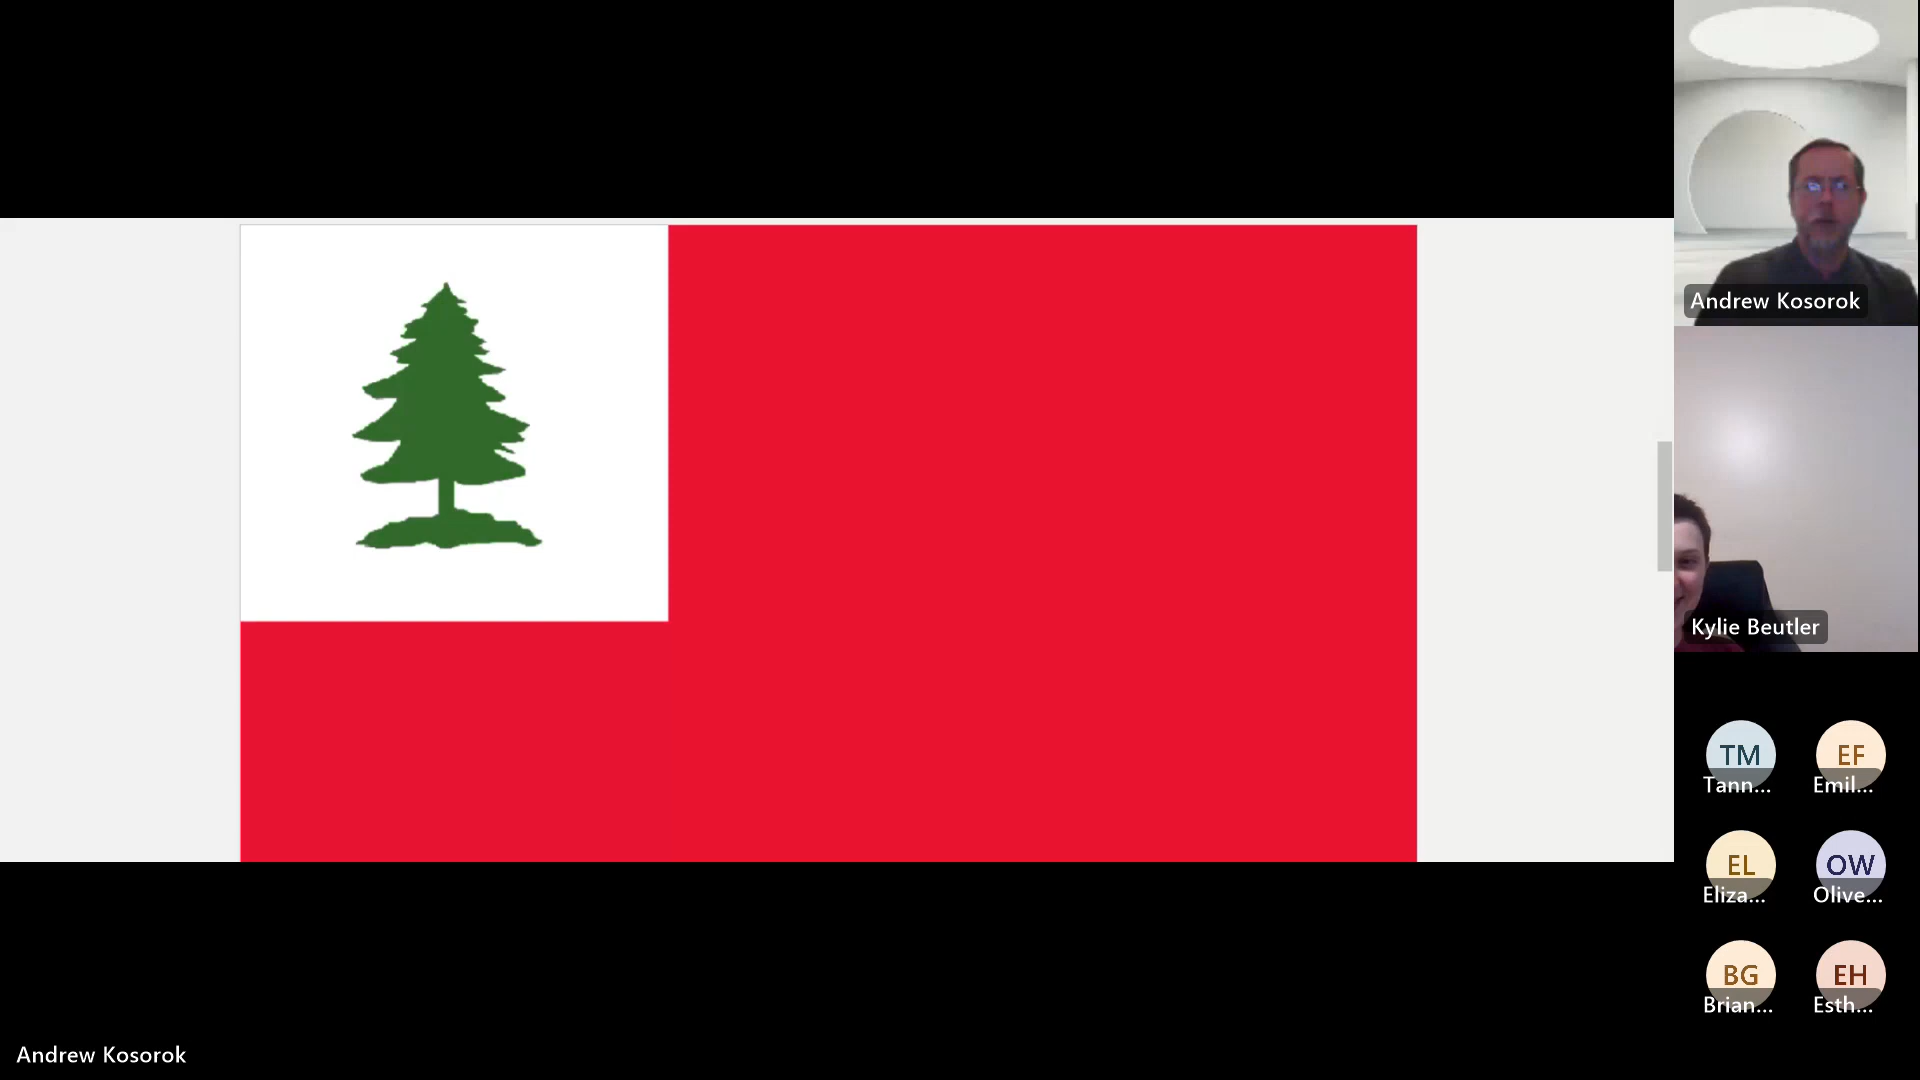 Andrew Kosorok
Kylie Beutler
TM
EF
Tann...
Emil...
EL
OW
Eliza...
Olive...
BG
EH
Brian...
Esth...
Andrew Kosorok